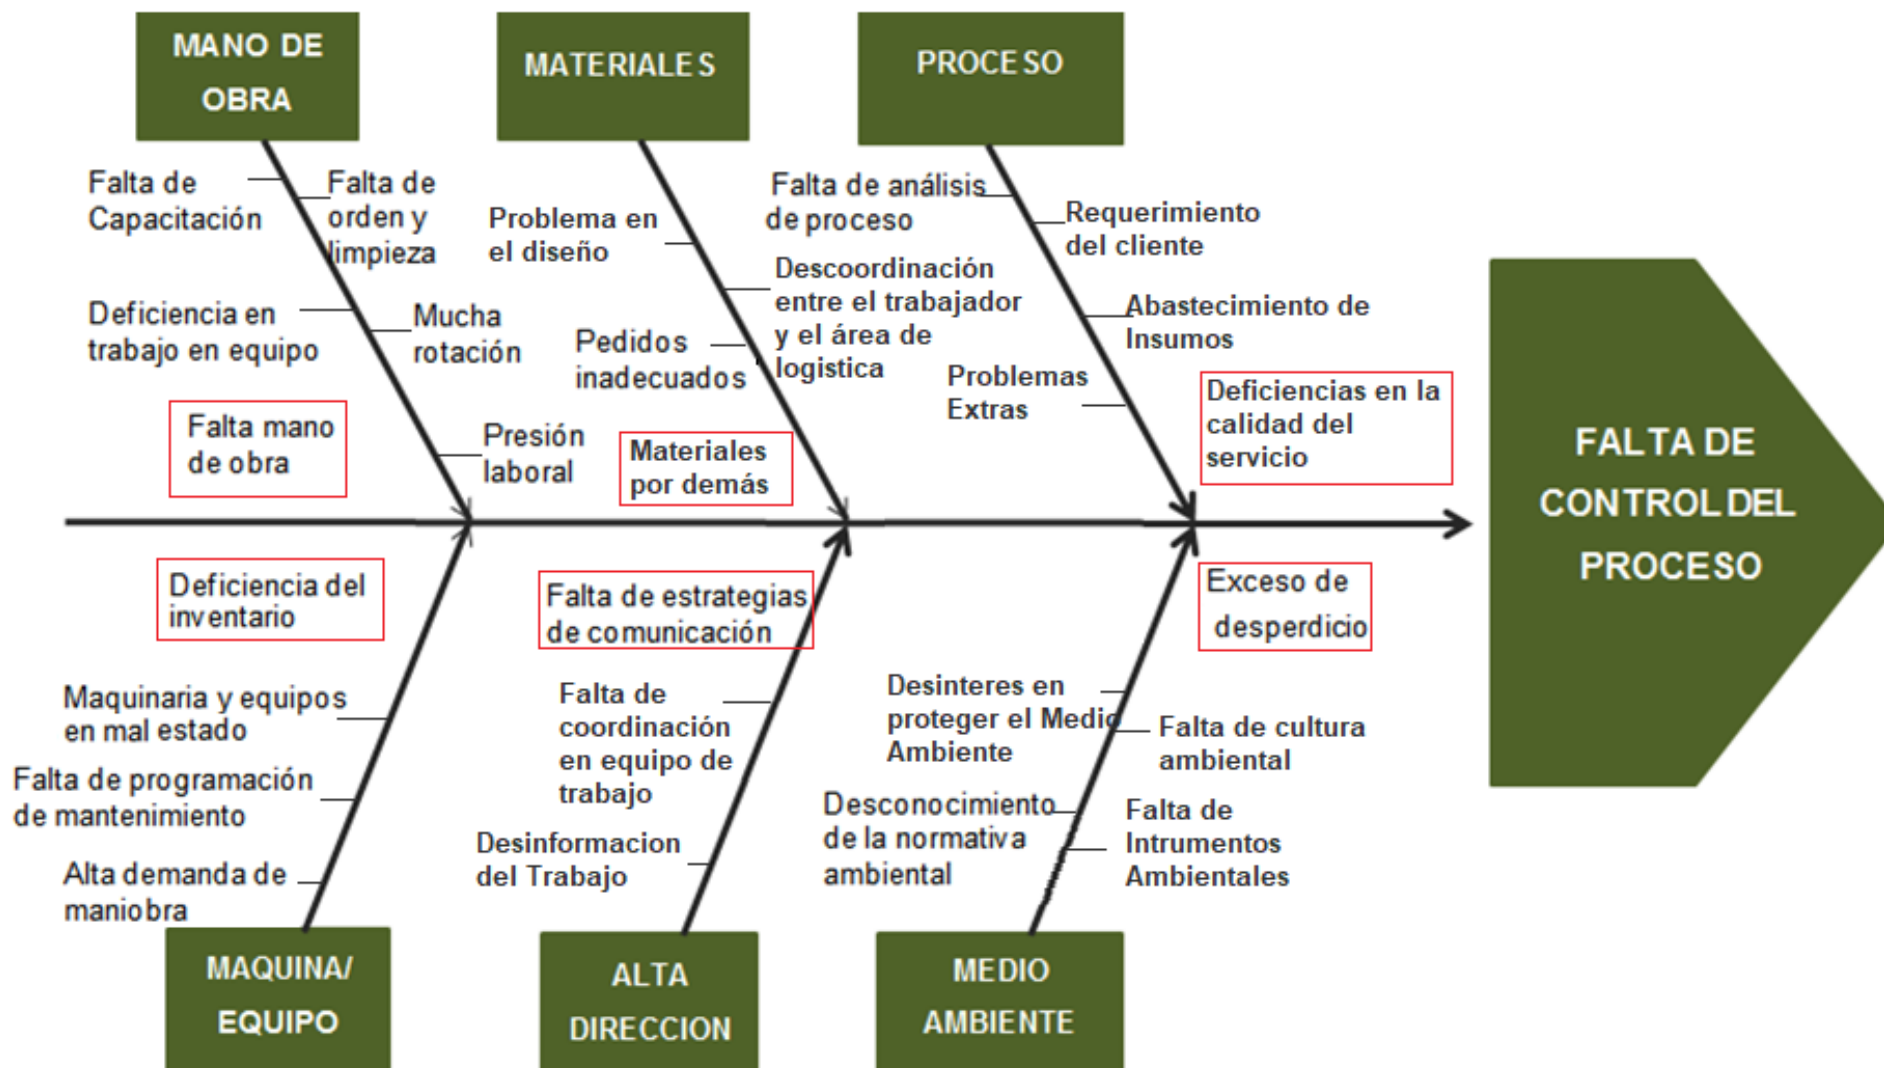 MANO DE
OBRA
MATERIALES
PROCESO
Falta de
Capacitación
Falta de
orden y
limpieza
Deficiencia en
trabajo en equipo
Mucha
rotación
Falta mano
de obra
Presión
laboral
Problema en
el diseño
Descoordinación
entre el trabajador
y el área de
logistica
Pedidos
inadecuados
Materiales
por demás
Falta de análisis
de proceso
Requerimiento
del cliente
Abastecimiento de
Insumos
Problemas
Extras
Deficiencias en la
calidad del
servicio
FALTA DE
CONTROL DEL
PROCESO
Deficiencia del
inventario
Maquinaria y equipos
en mal estado
Falta de programación
de mantenimiento
Alta demanda de
maniobra
Falta de estrategias
de comunicación
Falta de
coordinación
en equipo de
trabajo
Desinformacion
del Trabajo
Exceso de
desperdicio
Desinteres en
proteger el Medio
Ambiente
Falta de cultura
ambiental
Desconocimiento
de la normativa
ambiental
Falta de
Intrumentos
Ambientales
MAQUINA/
EQUIPO
ALTA
DIRECCION
MEDIO
AMBIENTE